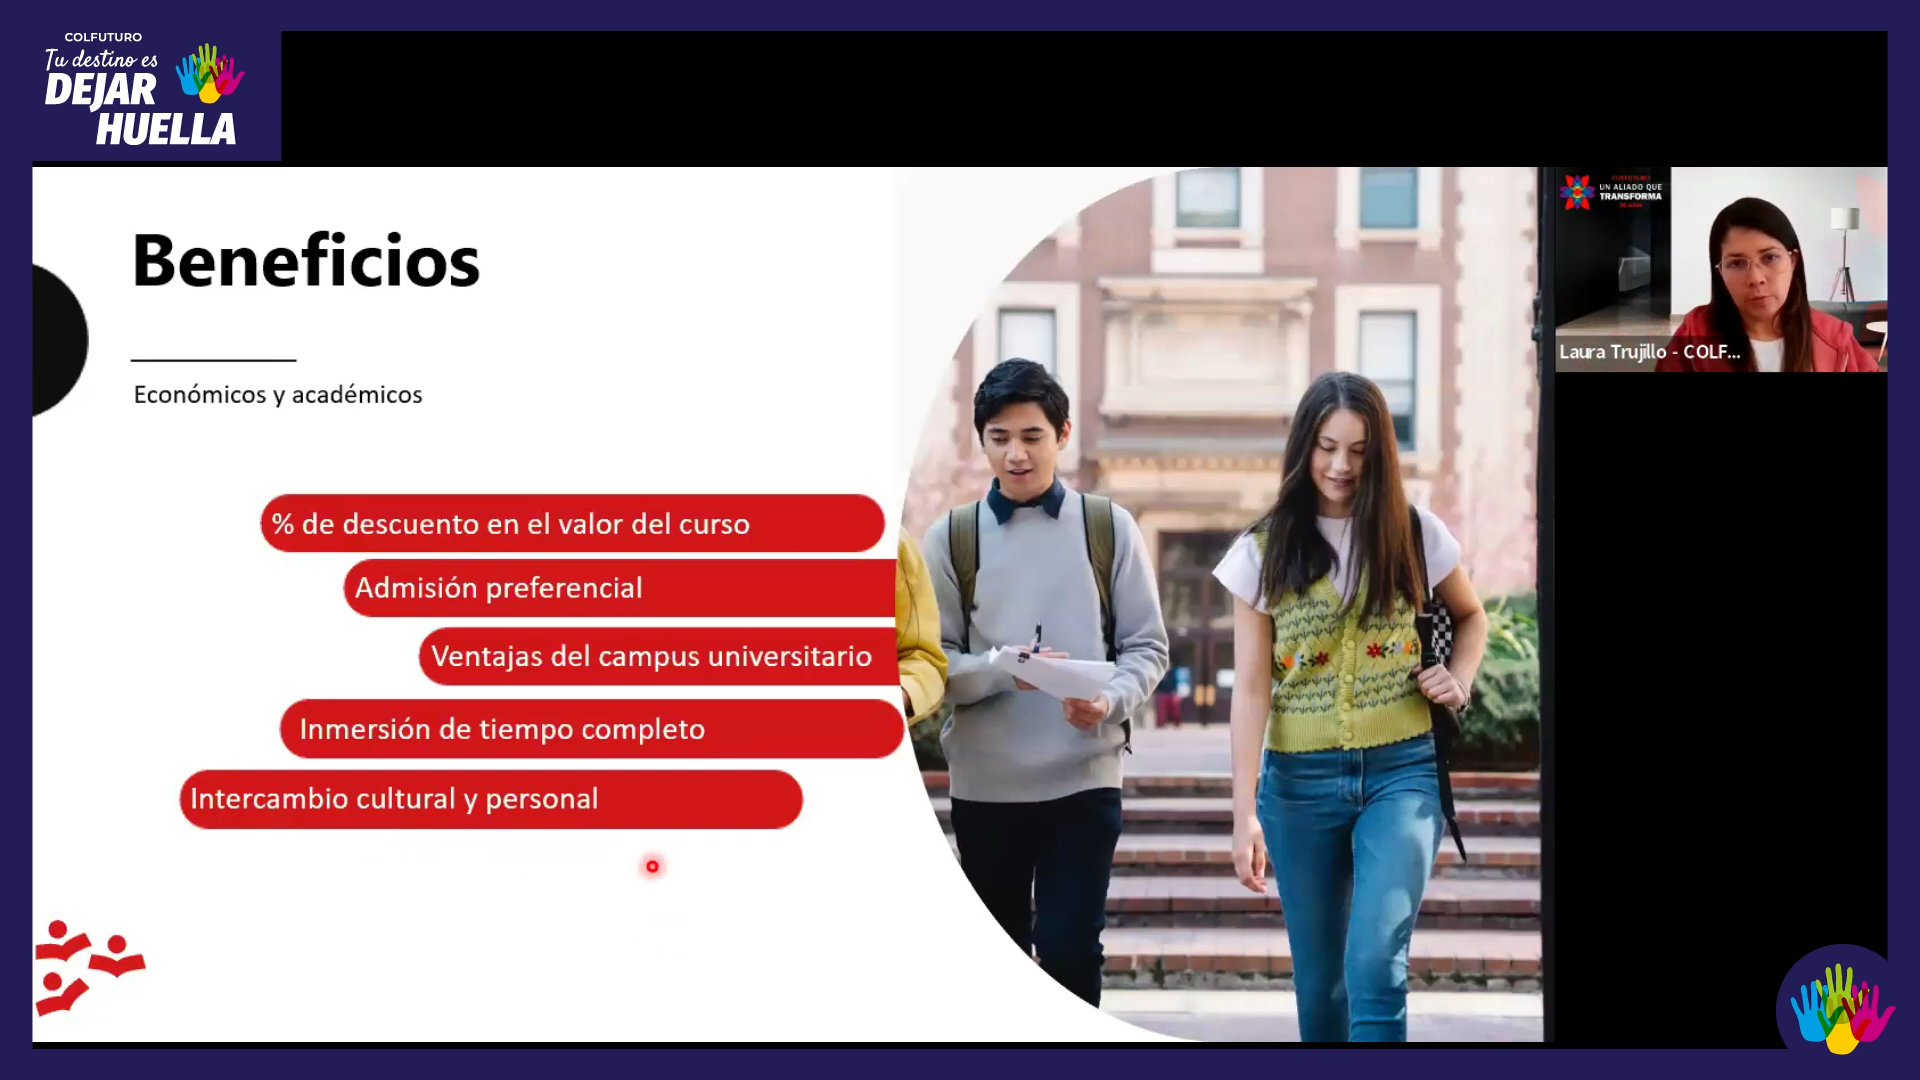 COLFUTURO
Tu destino es
DEJAR
HUELLA
Beneficios
Económicos y académicos
% de descuento en el valor del curso
Admisión preferencial
Ventajas del campus universitario
Inmersión de tiempo completo
Intercambio cultural y personal
UN ALIADO QUE
TRANSFORMA
Laura Trujillo - COLF...